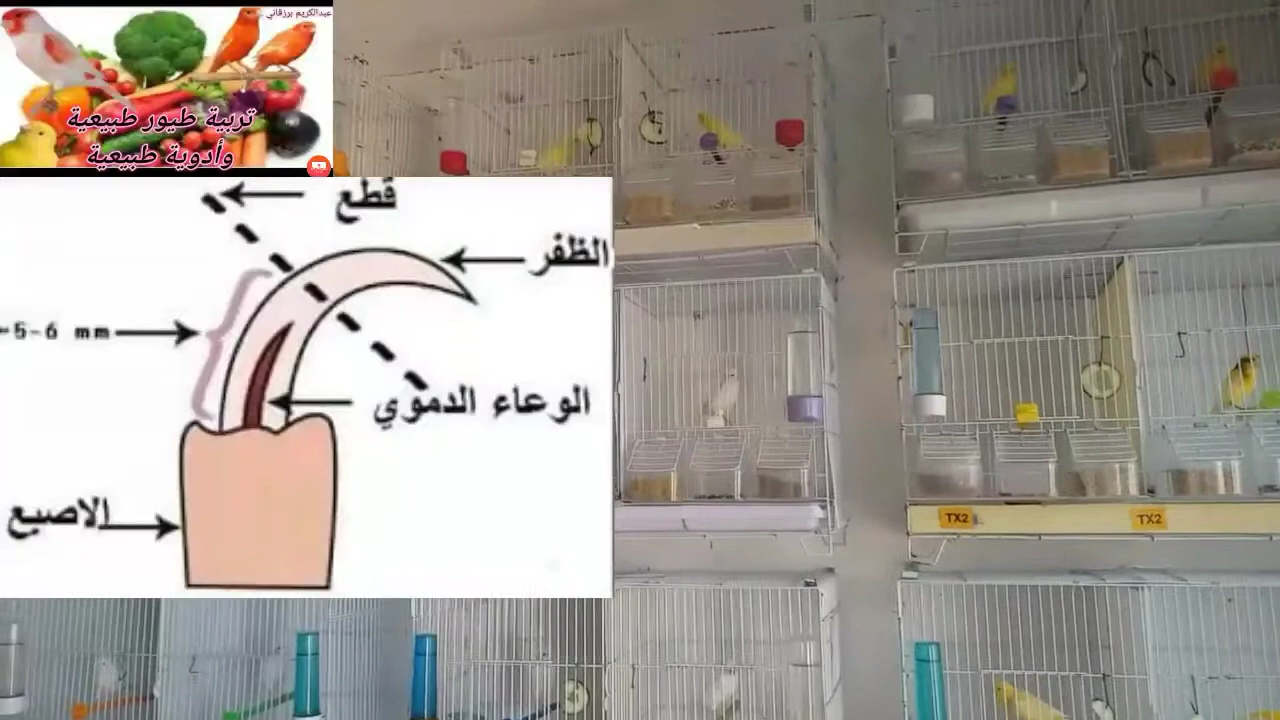 عبدالكريم برزقاني
تربية طيور طبيعية
وأدوية طبيعية
قطع
الظفر
5-6 mm
الوعاء الدموي
الاصبع
TX2
TX2